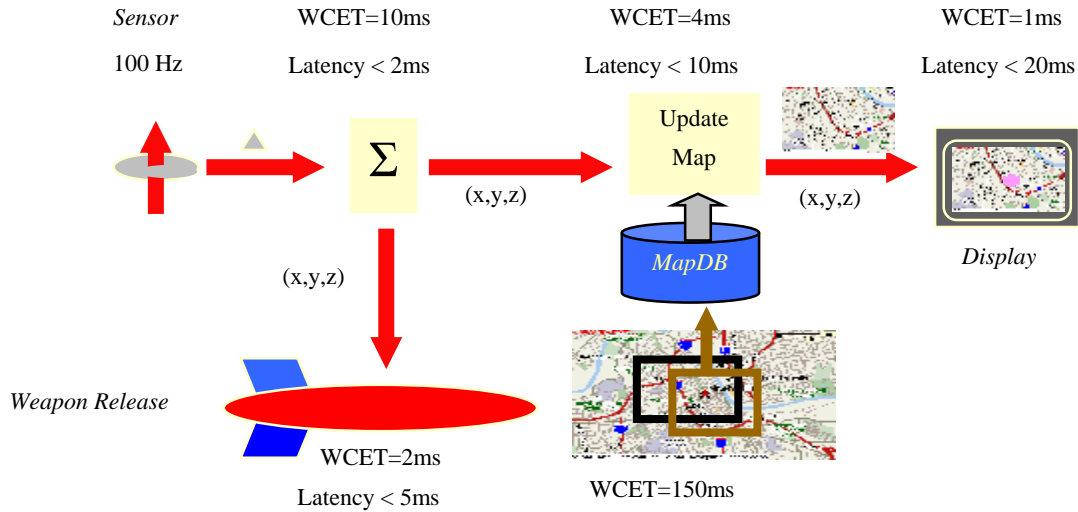 Sensor
WCET=10ms
WCET=4ms
WCET=1ms
100 Hz
Latency < 2ms
Latency < 10ms
Latency < 20ms
Σ
Update
Map
(x,y,z)
(x,y,z)
(x,y,z)
MapDB
Display
Weapon Release
WCET=2ms
Latency < 5ms
WCET=150ms